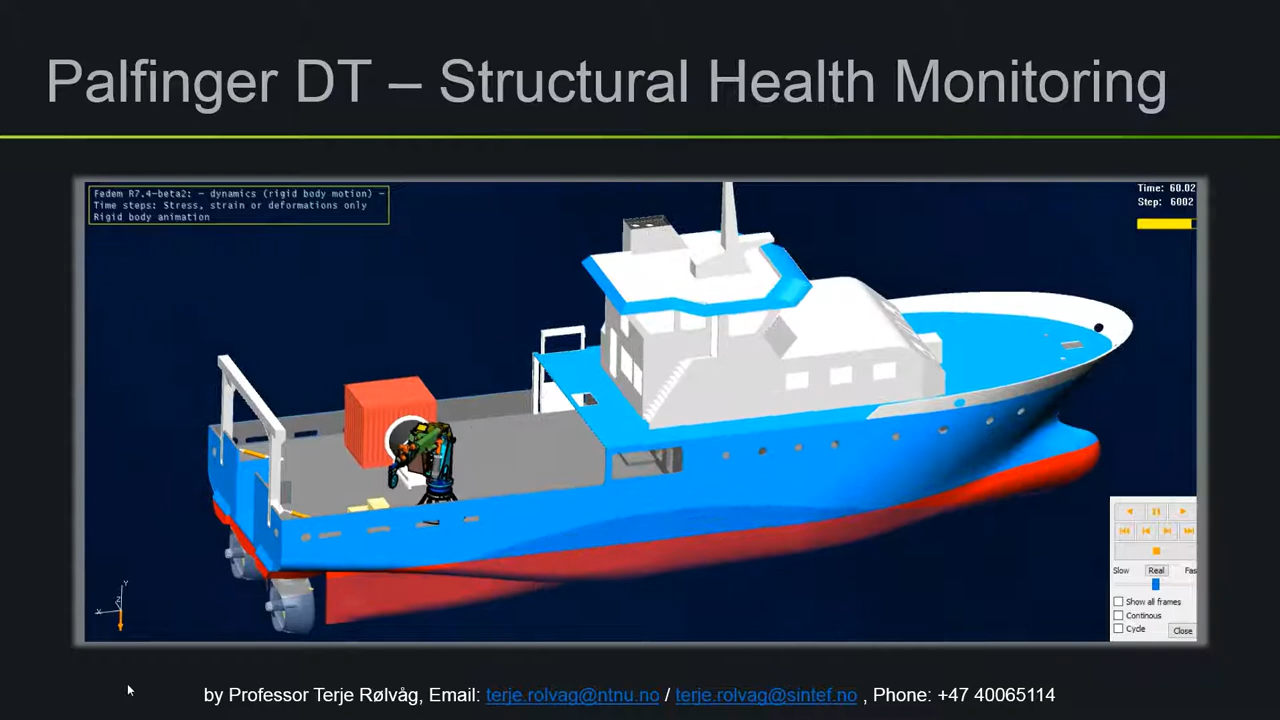 Palfinger DT – Structural Health Monitoring
Fedem R7.4-beta2: - dynamics (rigid body motion) -
Time steps: Stress, strain or deformations only
Rigid body animation
Time: 60.02
Step: 6002
Slow Real Fas
Show all frames
Continous
Cycle Close
Y
Z
X
by Professor Terje Rølvåg, Email: terje.rolvag@ntnu.no / terje.rolvag@sintef.no , Phone: +47 40065114